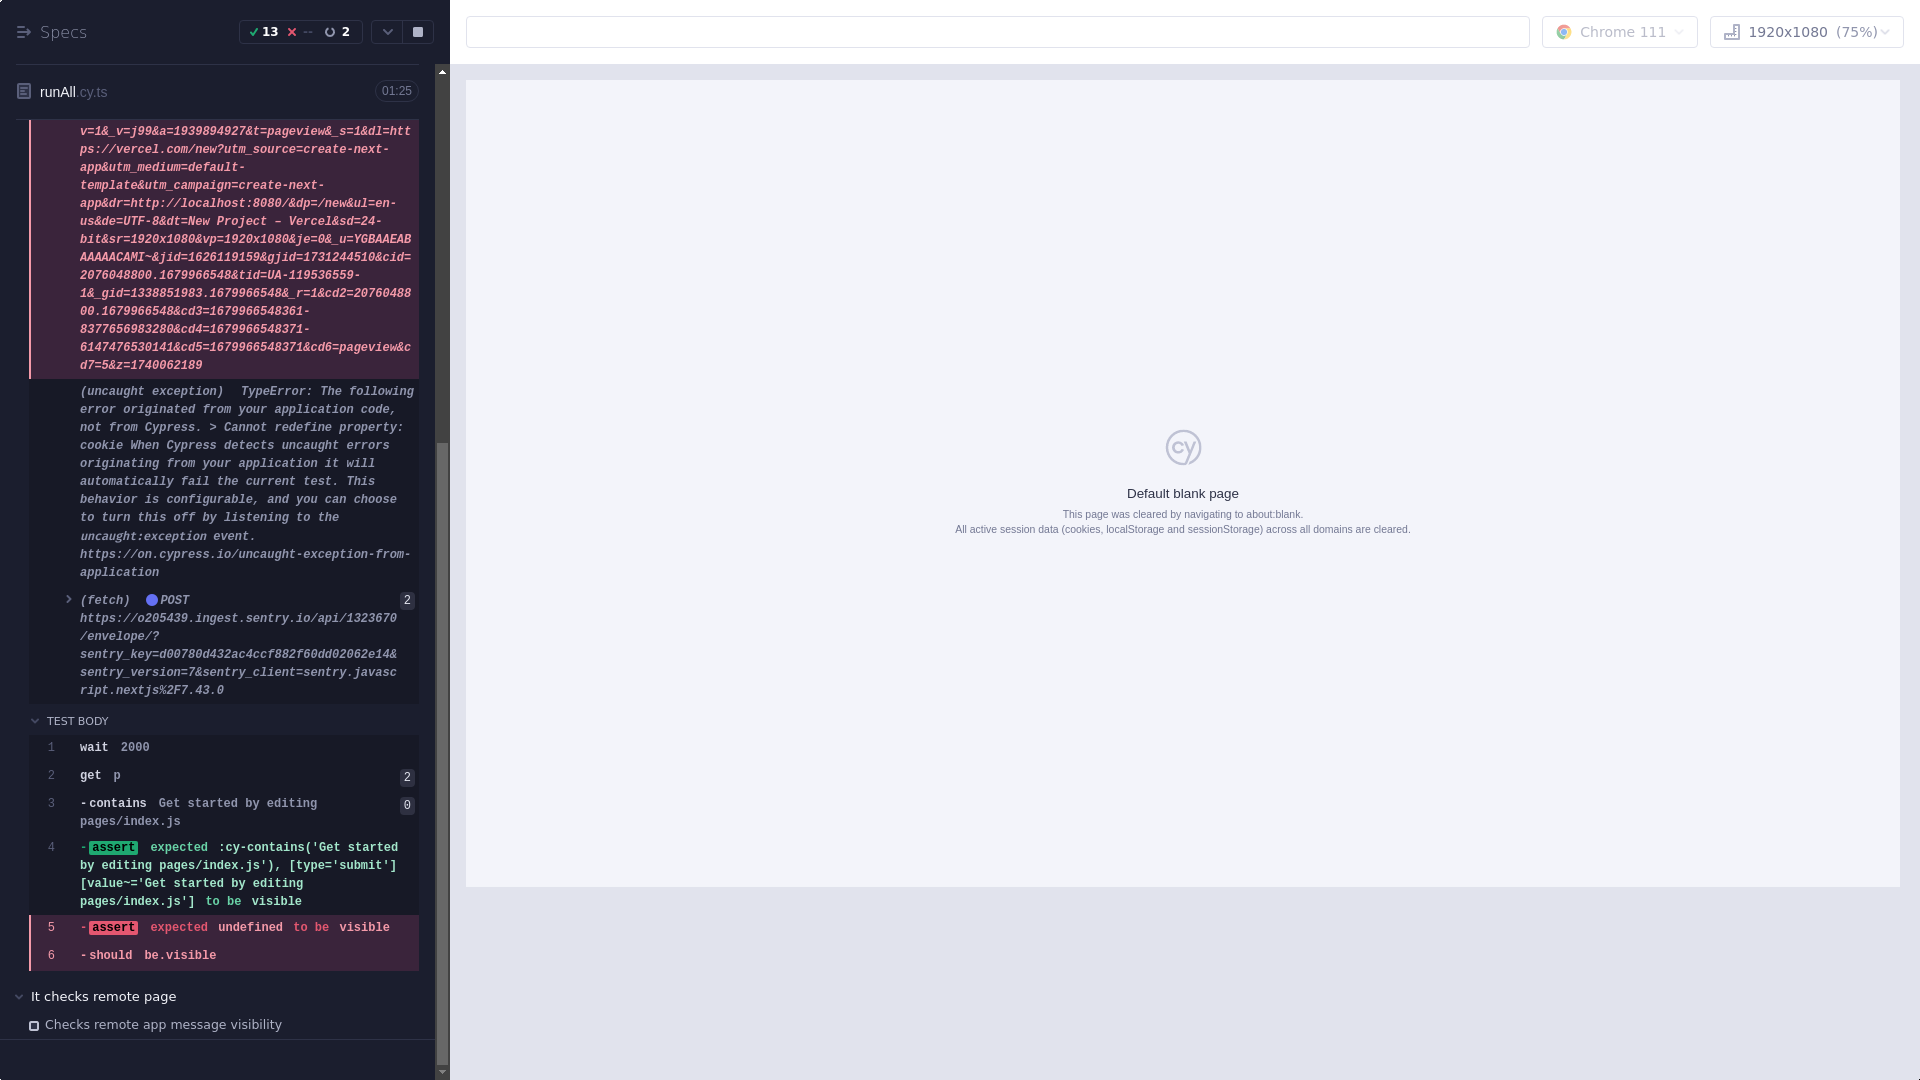 Specs
13 -- 2
Chrome 111
1920x1080 (75%)
runAll.cy.ts
01:25
v=1&_v=j99&a=1939894927&t=pageview&_s=1&dl=htt
ps://vercel.com/new?utm_source=create-next-
app&utm_medium=default-
template&utm_campaign=create-next-
app&dr=http://localhost:8080/&dp=/new&ul=en-
us&de=UTF-8&dt=New Project – Vercel&sd=24-
bit&sr=1920x1080&vp=1920x1080&je=0&_u=YGBAAEAB
AAAAACAMI~&jid=1626119159&gjid=1731244510&cid=
2076048800.1679966548&tid=UA-119536559-
1&_gid=1338851983.1679966548&_r=1&cd2=20760488
00.1679966548&cd3=1679966548361-
8377656983280&cd4=1679966548371-
6147476530141&cd5=1679966548371&cd6=pageview&c
d7=5&z=1740062189
(uncaught exception) TypeError: The following
error originated from your application code,
not from Cypress. > Cannot redefine property:
cookie When Cypress detects uncaught errors
originating from your application it will
automatically fail the current test. This
behavior is configurable, and you can choose
to turn this off by listening to the
uncaught:exception event.
https://on.cypress.io/uncaught-exception-from-
application
(fetch) POST 2
https://o205439.ingest.sentry.io/api/1323670
/envelope/?
sentry_key=d00780d432ac4ccf882f60dd02062e14&
sentry_version=7&sentry_client=sentry.javasc
ript.nextjs%2F7.43.0
TEST BODY
1 wait 2000
2 get p 2
3 -contains Get started by editing 0
pages/index.js
4 -assert expected :cy-contains('Get started
by editing pages/index.js'), [type='submit']
[value~='Get started by editing
pages/index.js'] to be visible
5 -assert expected undefined to be visible
6 -should be.visible
It checks remote page
Checks remote app message visibility
cy
Default blank page
This page was cleared by navigating to about:blank.
All active session data (cookies, localStorage and sessionStorage) across all domains are cleared.